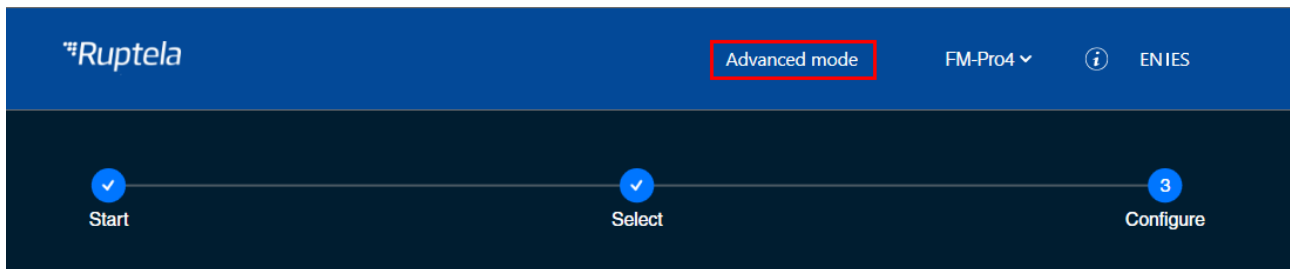 Ruptela
Advanced mode
FM-Pro4
i
EN|ES
3
Start
Select
Configure